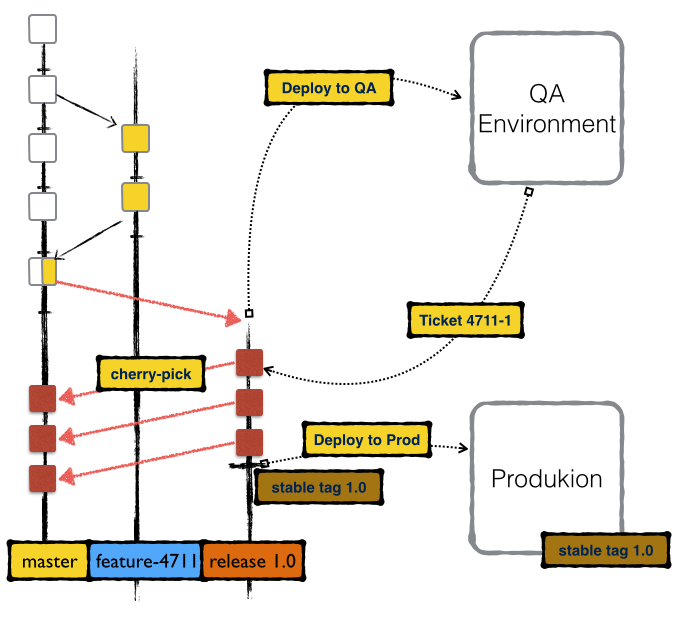 Deploy to QA
QA
Environment
Ticket 4711-1
cherry-pick
Deploy to Prod
stable tag 1.0
Produkion
stable tag 1.0
master
feature-4711
release 1.0